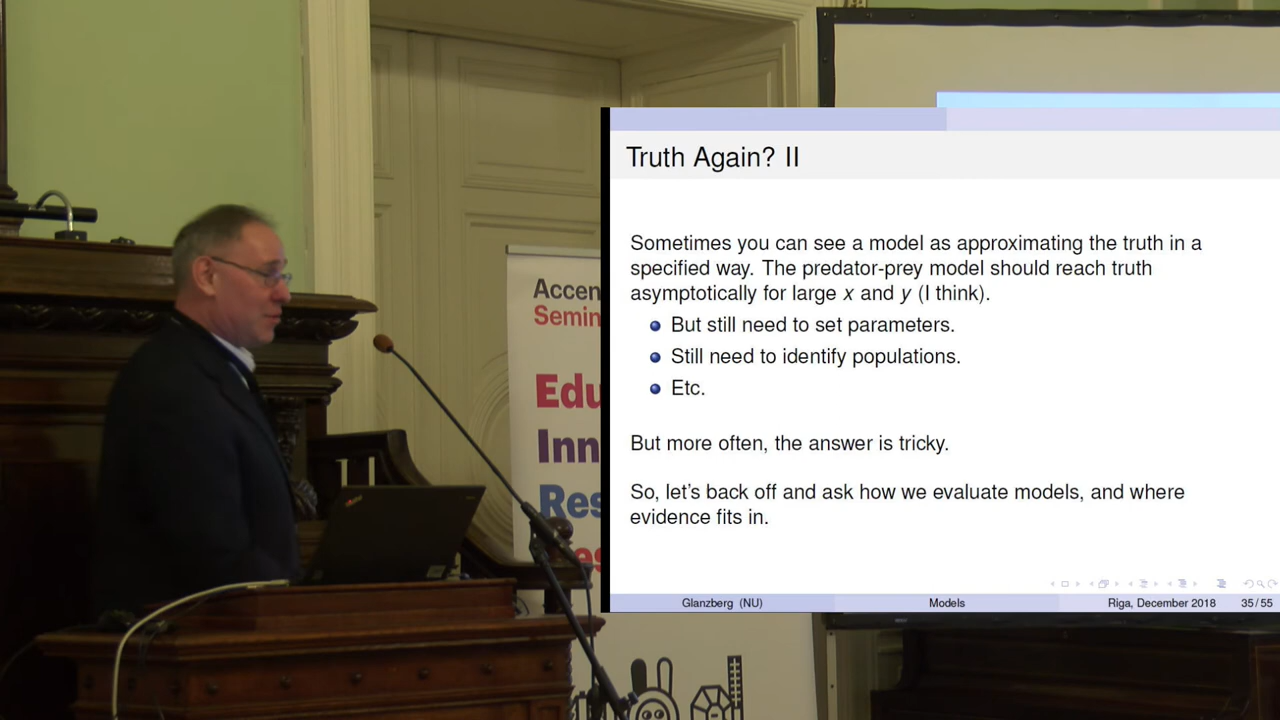 Truth Again? II
Sometimes you can see a model as approximating the truth in a
specified way. The predator-prey model should reach truth
asymptotically for large x and y (I think).
But still need to set parameters.
Still need to identify populations.
Etc.
But more often, the answer is tricky.
So, let's back off and ask how we evaluate models, and where
evidence fits in.
Glanzberg (NU) Models Riga, December 2018 35 / 55
Accen
Semin
Edu
Inn
Res
es